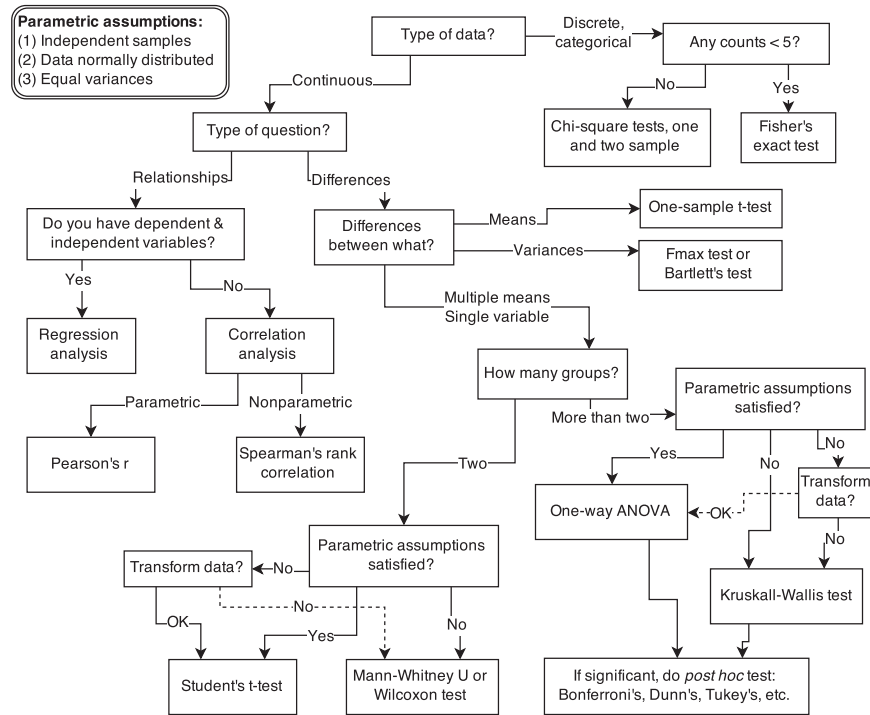 Parametric assumptions:
(1) Independent samples
(2) Data normally distributed
(3) Equal variances
Type of data?
Discrete,
categorical
Any counts < 5?
No
Yes
Chi-square tests, one
and two sample
Fisher's
exact test
Continuous
Type of question?
Relationships
Differences
Do you have dependent &
independent variables?
Differences
between what?
Means
One-sample t-test
Variances
Fmax test or
Bartlett's test
Yes
No
Regression
analysis
Correlation
analysis
Multiple means
Single variable
How many groups?
Parametric
Nonparametric
Pearson's r
Spearman's rank
correlation
More than two
Parametric assumptions
satisfied?
Two
Yes
No
No
Transform
data?
One-way ANOVA
OK
No
Kruskall-Wallis test
Parametric assumptions
satisfied?
Transform data?
No
OK
No
Yes
No
Student's t-test
Mann-Whitney U or
Wilcoxon test
If significant, do post hoc test:
Bonferroni's, Dunn's, Tukey's, etc.